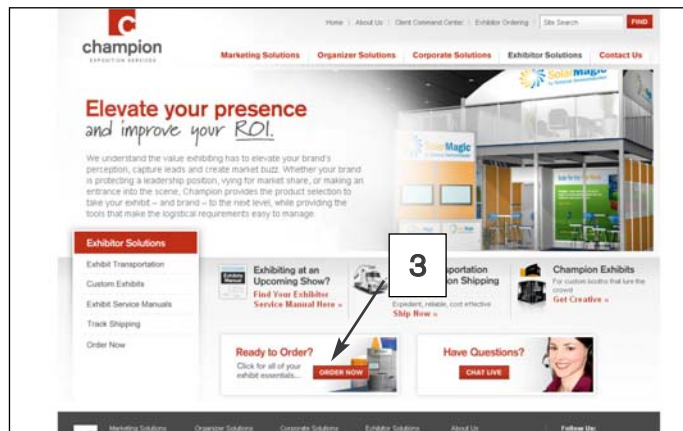 Home | About Us | Client Command Center | Exhibitor Ordering | Site Search FIND
champion
EXPOSITION SERVICES
Marketing Solutions | Organizer Solutions | Corporate Solutions | Exhibitor Solutions | Contact Us
Solar Magic
by National Semiconductor
Elevate your presence
and improve your ROI.
We understand the value exhibiting has to elevate your brand's
perception, capture leads and create market buzz. Whether your brand
is protecting a leadership position, vying for market share, or making an
entrance into the scene, Champion provides the product selection to
take your exhibit – and brand – to the next level, while providing the
tools that make the logistical requirements easy to manage.
SolarMagic
Exhibitor Solutions
Exhibit Transportation
Custom Exhibits
Exhibit Service Manuals
Track Shipping
Order Now
Exhibiting at an
Upcoming Show?
Find Your Exhibitor
Service Manual Here »
3
Shipping
Expedient, reliable, cost effective
Ship Now »
Champion Exhibits
For custom booths that lure the
crowd
Get Creative »
Ready to Order?
Click for all of your
exhibit essentials...
ORDER NOW
Have Questions?
CHAT LIVE
Marketing Solutions Organizer Solutions Corporate Solutions Exhibitor Solutions About Us Follow Us: